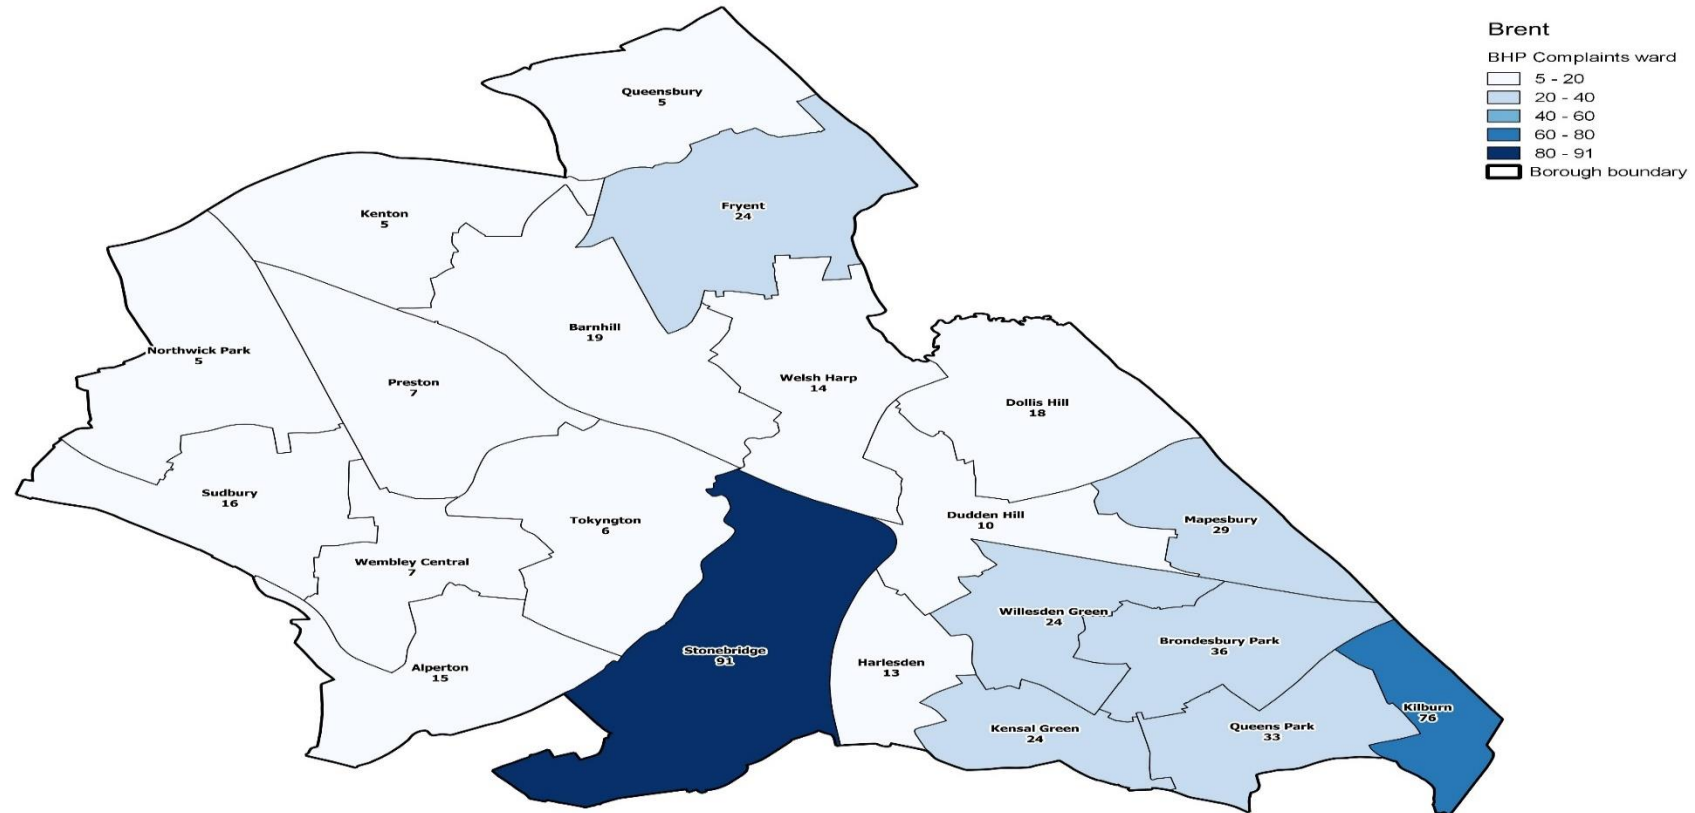 Brent
BHP Complaints ward
5 - 20
20 - 40
40 - 60
60 - 80
80 - 91
Borough boundary
Queensbury
5
Fryent
24
Kenton
5
Barnhill
19
Northwick Park
5
Preston
7
Welsh Harp
14
Dollis Hill
18
Sudbury
16
Tokyngton
6
Dudden Hill
10
Mapesbury
29
Wembley Central
7
Willesden Green
24
Brondesbury Park
36
Stonebridge
91
Harlesden
13
Alperton
15
Kensal Green
24
Queens Park
33
Kilburn
76